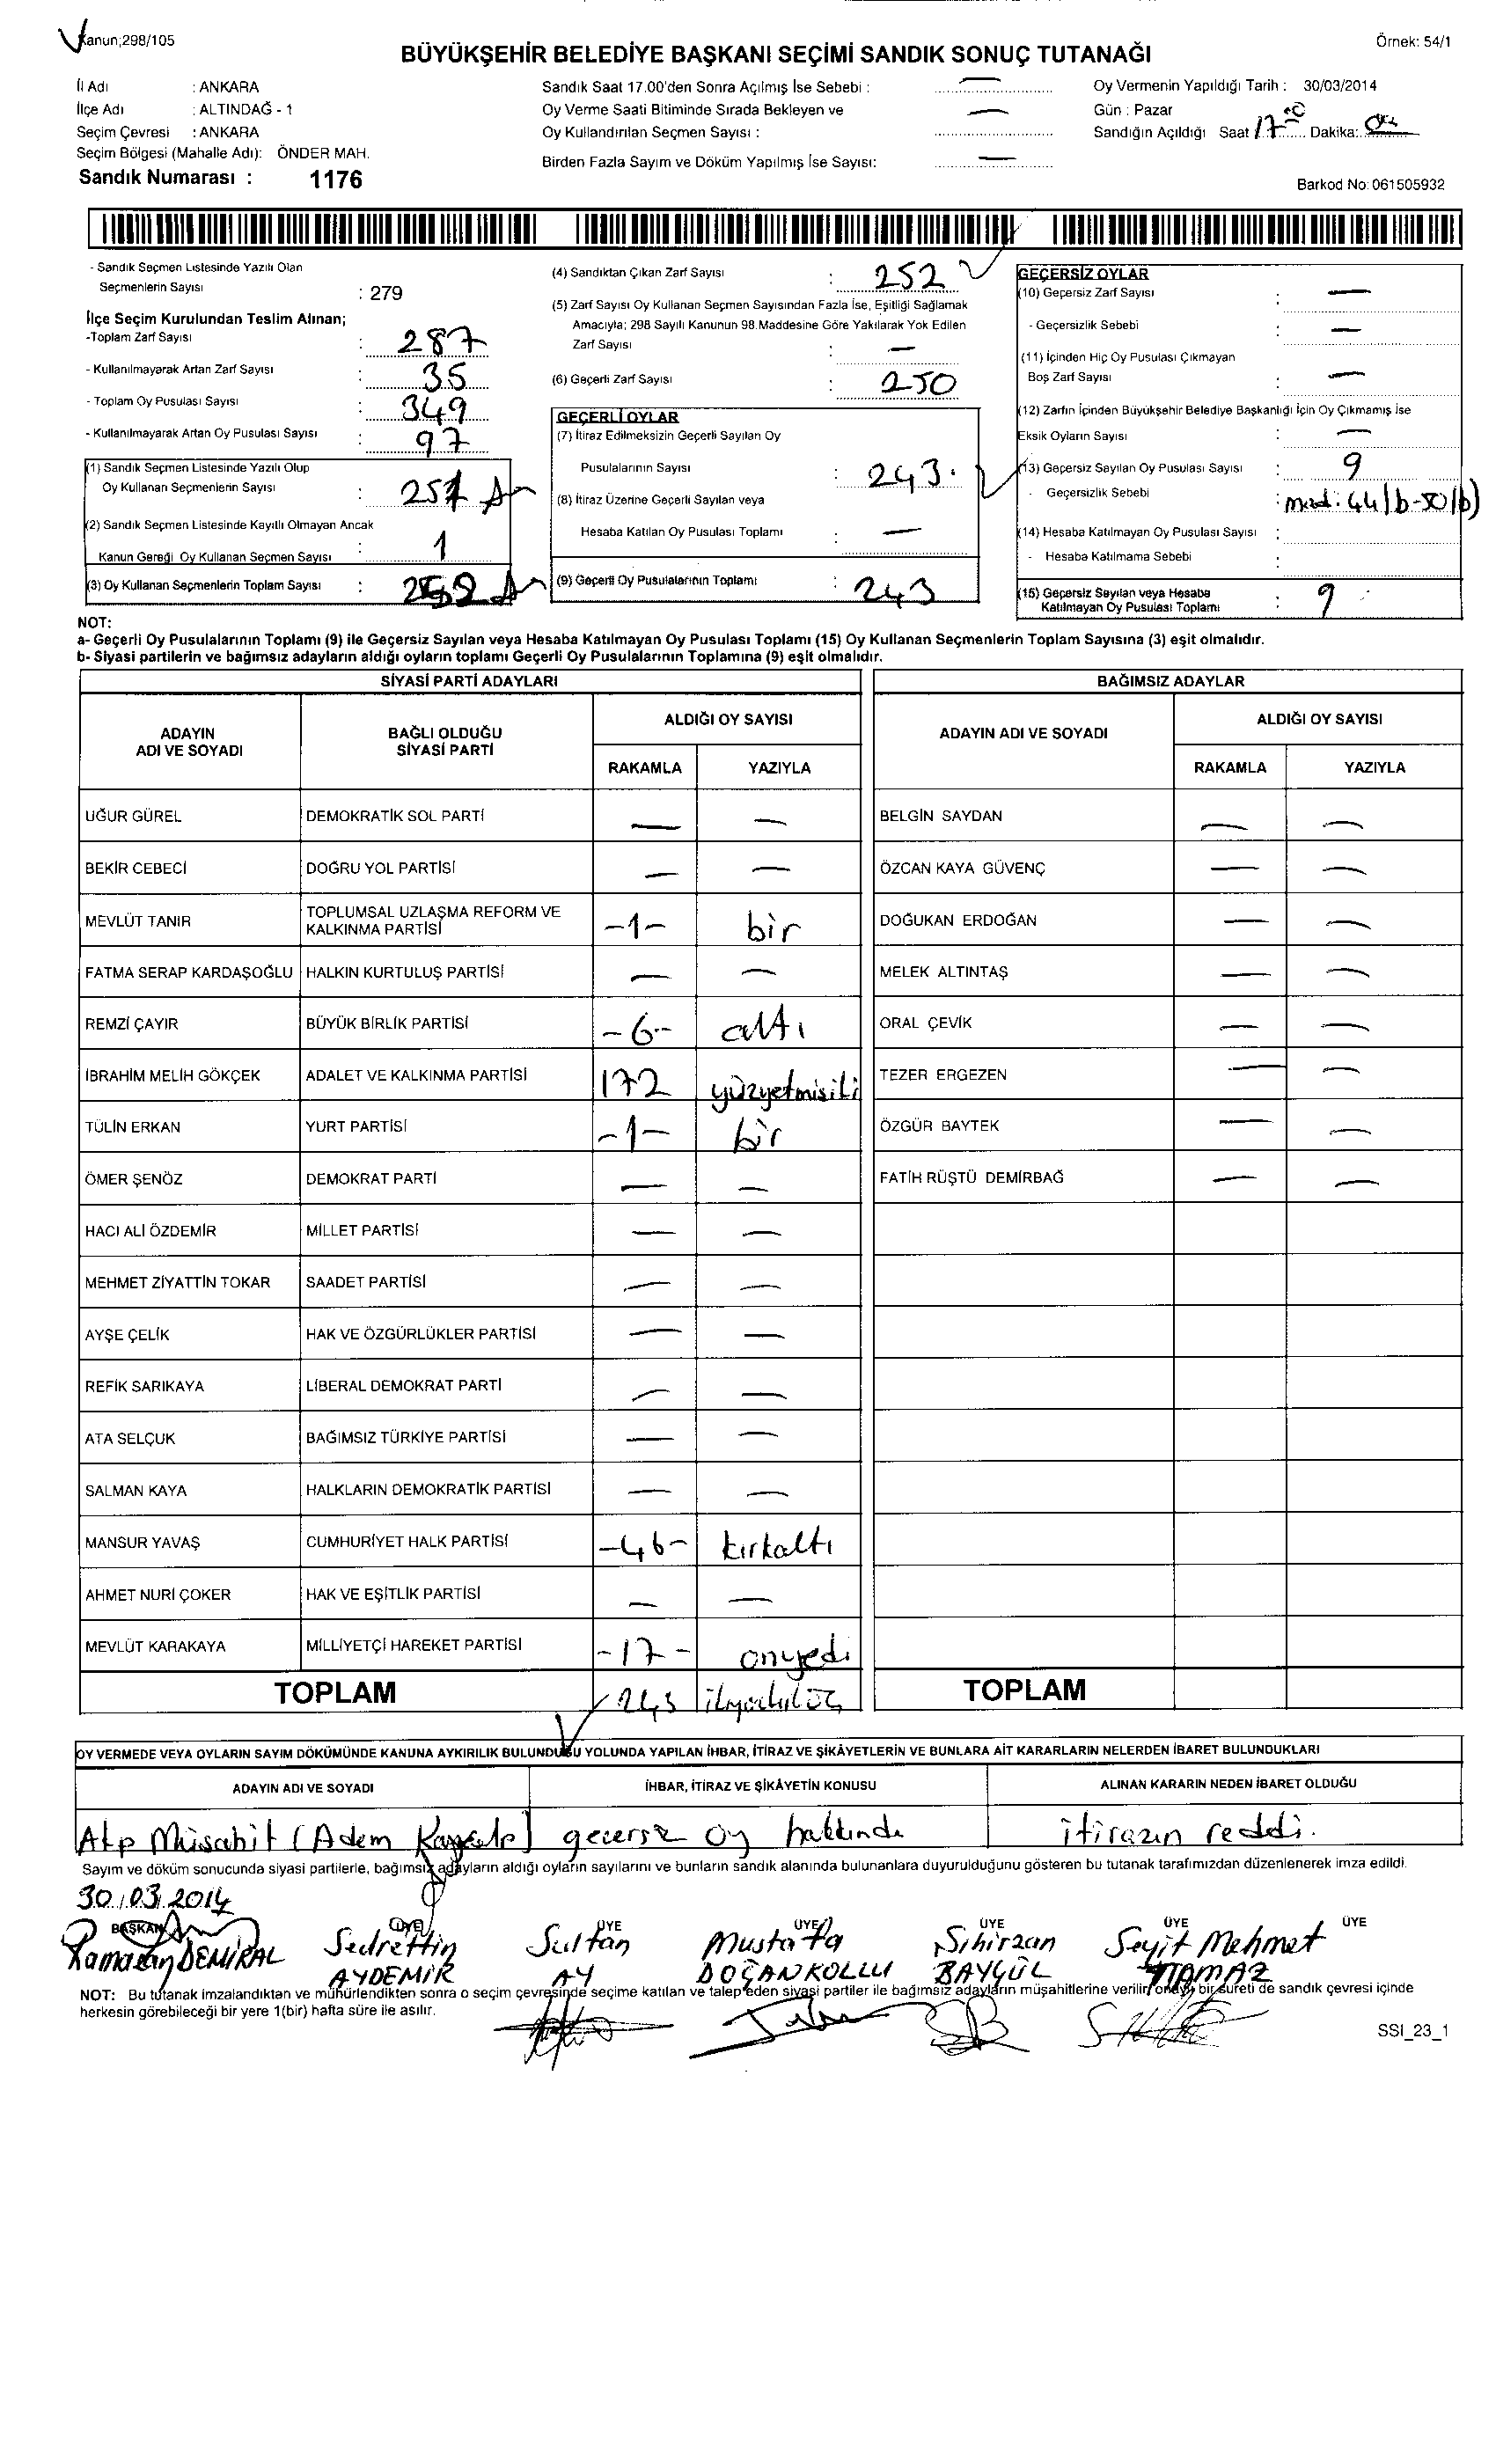 Kanun;298/105
Örnek: 54/1
BÜYÜKŞEHİR BELEDİYE BAŞKANI SEÇİMİ SANDIK SONUÇ TUTANAĞI
İl Adı : ANKARA
İlçe Adı : ALTINDAĞ - 1
Seçim Çevresi : ANKARA
Seçim Bölgesi (Mahalle Adı): ÖNDER MAH.
Sandık Numarası : 1176
Sandık Saat 17.00'den Sonra Açılmış İse Sebebi : —
Oy Verme Saati Bitiminde Sırada Bekleyen ve —
Oy Kullandırılan Seçmen Sayısı :
Birden Fazla Sayım ve Döküm Yapılmış İse Sayısı: —
Oy Vermenin Yapıldığı Tarih : 30/03/2014
Gün : Pazar
Sandığın Açıldığı Saat 17 Dakika:
Barkod No: 061505932
- Sandık Seçmen Listesinde Yazılı Olan
Seçmenlerin Sayısı : 279
İlçe Seçim Kurulundan Teslim Alınan;
-Toplam Zarf Sayısı : 287
- Kullanılmayarak Artan Zarf Sayısı : 35
- Toplam Oy Pusulası Sayısı : 349
- Kullanılmayarak Artan Oy Pusulası Sayısı : 97
(1) Sandık Seçmen Listesinde Yazılı Olup
Oy Kullanan Seçmenlerin Sayısı : 251
(2) Sandık Seçmen Listesinde Kayıtlı Olmayan Ancak
Kanun Gereği Oy Kullanan Seçmen Sayısı : 1
(3) Oy Kullanan Seçmenlerin Toplam Sayısı : 252
(4) Sandıktan Çıkan Zarf Sayısı : 252
(5) Zarf Sayısı Oy Kullanan Seçmen Sayısından Fazla İse, Eşitliği Sağlamak
Amacıyla; 298 Sayılı Kanunun 98.Maddesine Göre Yakılarak Yok Edilen
Zarf Sayısı : —
(6) Geçerli Zarf Sayısı : 250
GEÇERLİ OYLAR
(7) İtiraz Edilmeksizin Geçerli Sayılan Oy
Pusulalarının Sayısı : 243
(8) İtiraz Üzerine Geçerli Sayılan veya
Hesaba Katılan Oy Pusulası Toplamı : —
(9) Geçerli Oy Pusulalarının Toplamı : 243
GEÇERSİZ OYLAR
(10) Geçersiz Zarf Sayısı : —
- Geçersizlik Sebebi : —
(11) İçinden Hiç Oy Pusulası Çıkmayan
Boş Zarf Sayısı : —
(12) Zarfın İçinden Büyükşehir Belediye Başkanlığı İçin Oy Çıkmamış İse
Eksik Oyların Sayısı : —
(13) Geçersiz Sayılan Oy Pusulası Sayısı : 9
- Geçersizlik Sebebi : mad. 44/b-50/b)
(14) Hesaba Katılmayan Oy Pusulası Sayısı :
- Hesaba Katılmama Sebebi :
(15) Geçersiz Sayılan veya Hesaba
Katılmayan Oy Pusulası Toplamı : 9
NOT:
a- Geçerli Oy Pusulalarının Toplamı (9) ile Geçersiz Sayılan veya Hesaba Katılmayan Oy Pusulası Toplamı (15) Oy Kullanan Seçmenlerin Toplam Sayısına (3) eşit olmalıdır.
b- Siyasi partilerin ve bağımsız adayların aldığı oyların toplamı Geçerli Oy Pusulalarının Toplamına (9) eşit olmalıdır.
SİYASİ PARTİ ADAYLARI
ADAYIN ADI VE SOYADI
BAĞLI OLDUĞU SİYASİ PARTİ
ALDIĞI OY SAYISI
RAKAMLA YAZIYLA
UĞUR GÜREL DEMOKRATİK SOL PARTİ — —
BEKİR CEBECİ DOĞRU YOL PARTİSİ — —
MEVLÜT TANIR TOPLUMSAL UZLAŞMA REFORM VE KALKINMA PARTİSİ -1- bir
FATMA SERAP KARDAŞOĞLU HALKIN KURTULUŞ PARTİSİ — —
REMZİ ÇAYIR BÜYÜK BİRLİK PARTİSİ -6- altı
İBRAHİM MELİH GÖKÇEK ADALET VE KALKINMA PARTİSİ 172 yüzyetmişiki
TÜLİN ERKAN YURT PARTİSİ -1- bir
ÖMER ŞENÖZ DEMOKRAT PARTİ — —
HACI ALİ ÖZDEMİR MİLLET PARTİSİ — —
MEHMET ZİYATTİN TOKAR SAADET PARTİSİ — —
AYŞE ÇELİK HAK VE ÖZGÜRLÜKLER PARTİSİ — —
REFİK SARIKAYA LİBERAL DEMOKRAT PARTİ — —
ATA SELÇUK BAĞIMSIZ TÜRKİYE PARTİSİ — —
SALMAN KAYA HALKLARIN DEMOKRATİK PARTİSİ — —
MANSUR YAVAŞ CUMHURİYET HALK PARTİSİ -46- kırkaltı
AHMET NURİ ÇOKER HAK VE EŞİTLİK PARTİSİ — —
MEVLÜT KARAKAYA MİLLİYETÇİ HAREKET PARTİSİ -17- onyedi
TOPLAM 243
BAĞIMSIZ ADAYLAR
ADAYIN ADI VE SOYADI
ALDIĞI OY SAYISI
RAKAMLA YAZIYLA
BELGİN SAYDAN — —
ÖZCAN KAYA GÜVENÇ — —
DOĞUKAN ERDOĞAN — —
MELEK ALTINTAŞ — —
ORAL ÇEVİK — —
TEZER ERGEZEN — —
ÖZGÜR BAYTEK — —
FATİH RÜŞTÜ DEMİRBAĞ — —
TOPLAM
OY VERMEDE VEYA OYLARIN SAYIM DÖKÜMÜNDE KANUNA AYKIRILIK BULUNDUĞU YOLUNDA YAPILAN İHBAR, İTİRAZ VE ŞİKÂYETLERİN VE BUNLARA AİT KARARLARIN NELERDEN İBARET BULUNDUKLARI
ADAYIN ADI VE SOYADI İHBAR, İTİRAZ VE ŞİKÂYETİN KONUSU ALINAN KARARIN NEDEN İBARET OLDUĞU
Akp Müşahit (Adem geçersiz oy hakkında itirazın reddi.
Sayım ve döküm sonucunda siyasi partilerle, bağımsız adayların aldığı oyların sayılarını ve bunların sandık alanında bulunanlara duyurulduğunu gösteren bu tutanak tarafımızdan düzenlenerek imza edildi.
30.03.2014
BAŞKAN ÜYE ÜYE ÜYE ÜYE ÜYE ÜYE
Ramazan DEMİRAL
Sedrettin AYDEMİR
Sultan AY
Mustafa DOĞANKOLLU
Sihirzan BAYGÜL
Seyit Mehmet
NOT: Bu tutanak imzalandıktan ve mühürlendikten sonra o seçim çevresinde seçime katılan ve talep eden siyasi partiler ile bağımsız adayların müşahitlerine verilir, onaylı bir sureti de sandık çevresi içinde
herkesin görebileceği bir yere 1(bir) hafta süre ile asılır.
SSI_23_1